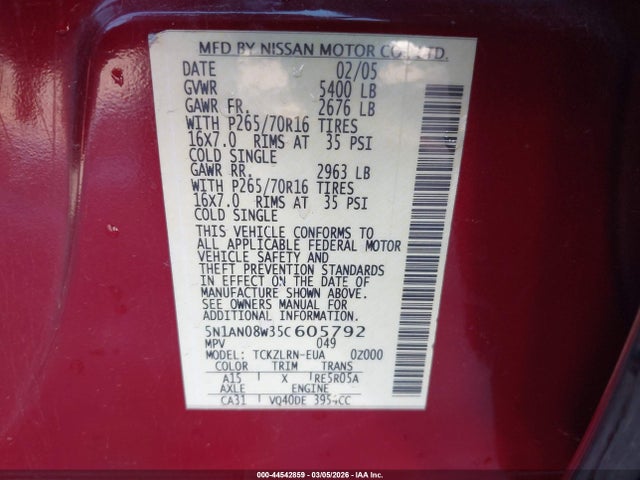 MFD BY NISSAN MOTOR CO., LTD.
DATE 02/05
GVWR 5400 LB
GAWR FR. 2676 LB
WITH P265/70R16 TIRES
16X7.0 RIMS AT 35 PSI
COLD SINGLE
GAWR RR. 2963 LB
WITH P265/70R16 TIRES
16X7.0 RIMS AT 35 PSI
COLD SINGLE
THIS VEHICLE CONFORMS TO
ALL APPLICABLE FEDERAL MOTOR
VEHICLE SAFETY AND
THEFT PREVENTION STANDARDS
IN EFFECT ON THE DATE OF
MANUFACTURE SHOWN ABOVE.
SEE OWNERS MANUAL FOR
ADDITIONAL INFORMATION.
5N1AN08W35C605792
MPV 049
MODEL: TCKZLRN-EUA 0Z000
COLOR TRIM TRANS
A15 X RE5R05A
AXLE ENGINE
CA31 VQ40DE 3954CC
000-44542859 - 03/05/2026 - IAA Inc.